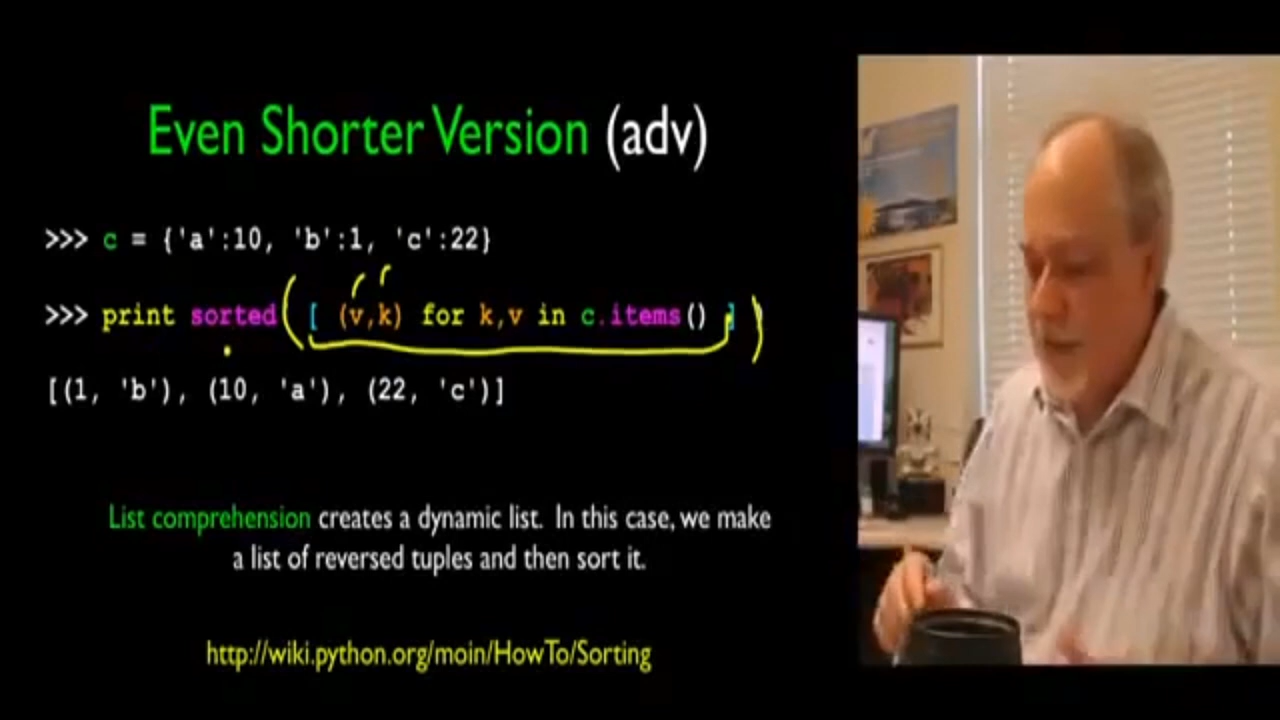 Even Shorter Version (adv)
>>> c = {'a':10, 'b':1, 'c':22}
>>> print sorted( [ (v,k) for k,v in c.items() ] )
[(1, 'b'), (10, 'a'), (22, 'c')]
List comprehension creates a dynamic list. In this case, we make
a list of reversed tuples and then sort it.
http://wiki.python.org/moin/HowTo/Sorting